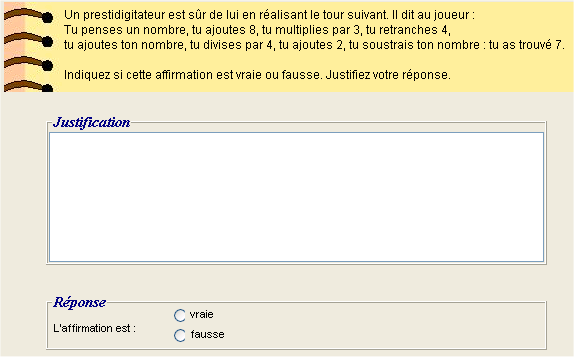 Un prestidigitateur est sûr de lui en réalisant le tour suivant. Il dit au joueur :
Tu penses un nombre, tu ajoutes 8, tu multiplies par 3, tu retranches 4,
tu ajoutes ton nombre, tu divises par 4, tu ajoutes 2, tu soustrais ton nombre : tu as trouvé 7.
Indiquez si cette affirmation est vraie ou fausse. Justifiez votre réponse.
Justification
Réponse
L'affirmation est :
vraie
fausse